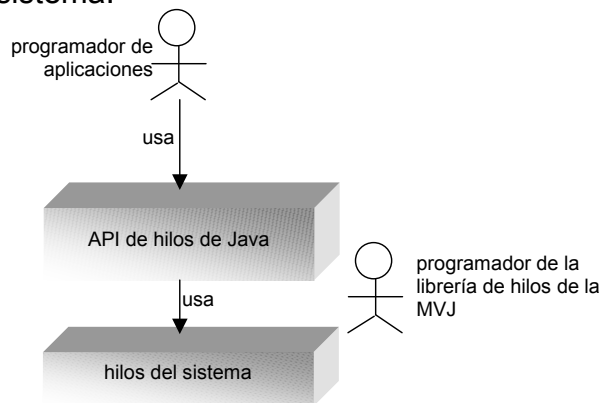 sistema:
programador de
aplicaciones
usa
API de hilos de Java
programador de la
librería de hilos de la
MVJ
usa
hilos del sistema